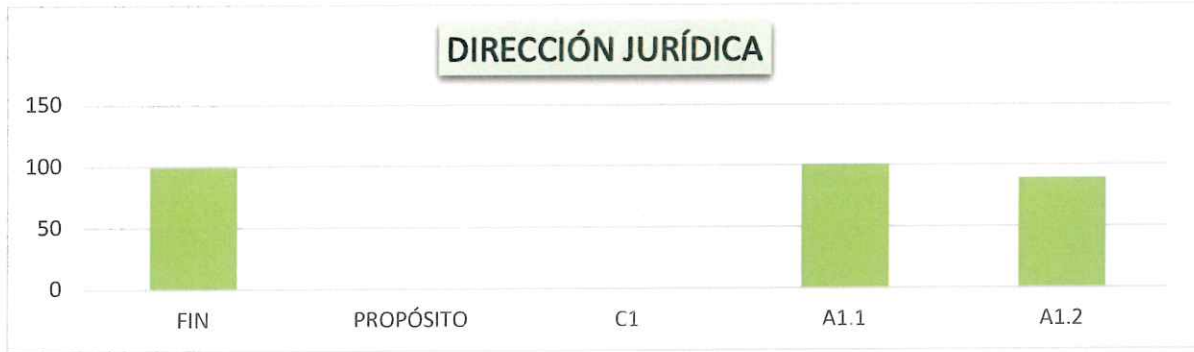 DIRECCIÓN JURÍDICA
150
100
50
0
FIN PROPÓSITO C1 A1.1 A1.2